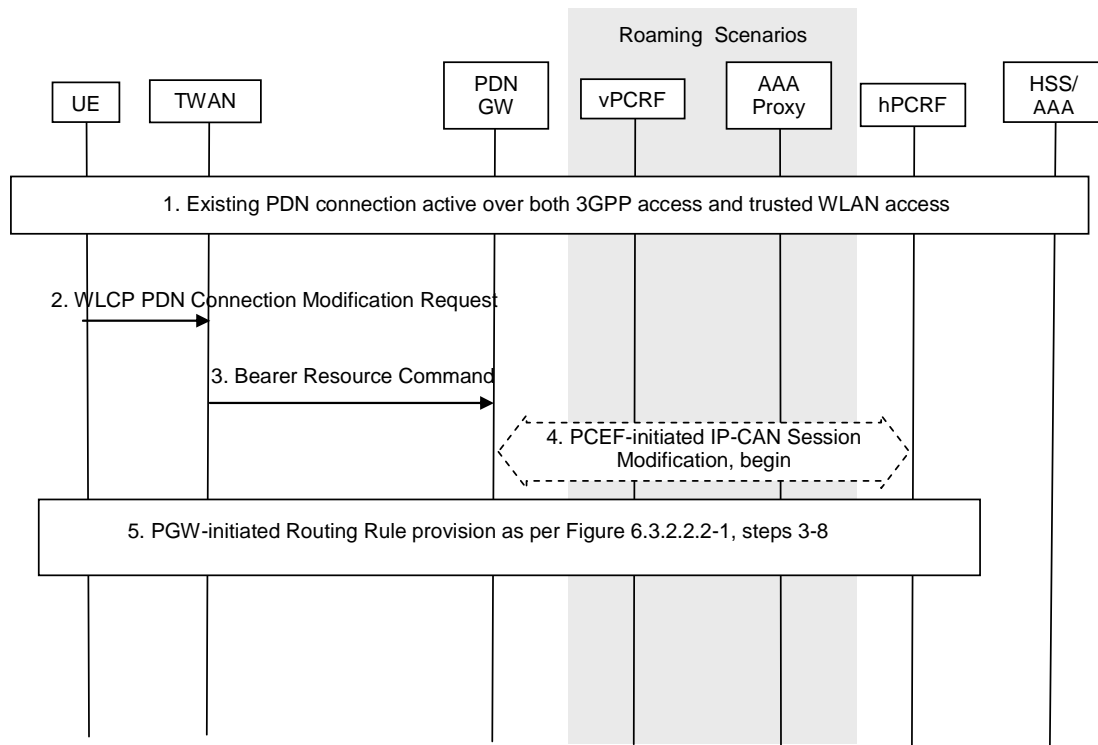 Roaming Scenarios
UE
TWAN
PDN
GW
vPCRF
AAA
Proxy
hPCRF
HSS/
AAA
1. Existing PDN connection active over both 3GPP access and trusted WLAN access
2. WLCP PDN Connection Modification Request
3. Bearer Resource Command
4. PCEF-initiated IP-CAN Session
Modification, begin
5. PGW-initiated Routing Rule provision as per Figure 6.3.2.2.2-1, steps 3-8